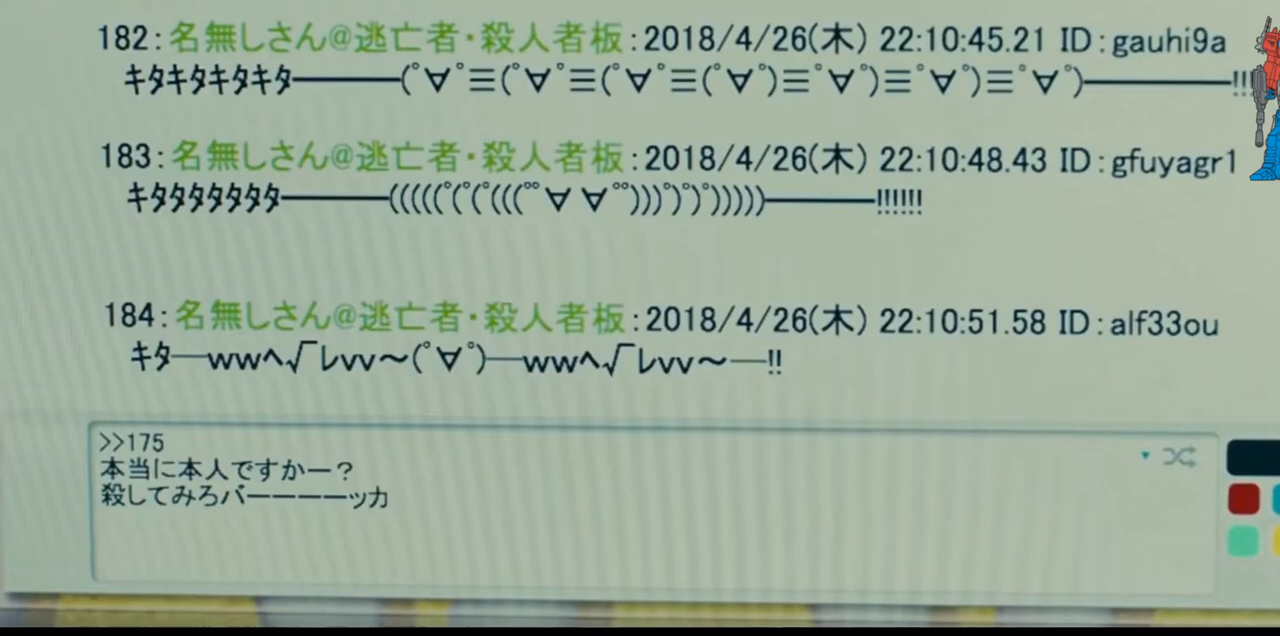 182：名無しさん@逃亡者・殺人者板：2018/4/26(木) 22:10:45.21 ID：gauhi9a
ｷﾀｷﾀｷﾀｷﾀ━━━(ﾟ∀ﾟ≡(ﾟ∀ﾟ≡(ﾟ∀ﾟ≡(ﾟ∀ﾟ)≡ﾟ∀ﾟ)≡ﾟ∀ﾟ)≡ﾟ∀ﾟ)━━━━!!!
183：名無しさん@逃亡者・殺人者板：2018/4/26(木) 22:10:48.43 ID：gfuyagr1
ｷﾀﾀﾀﾀﾀﾀﾀ━━━(((((ﾟ(ﾟ(ﾟ(((ﾟﾟ∀ ∀ﾟﾟ)))ﾟ)ﾟ)ﾟ)))))━━━!!!!!!
184：名無しさん@逃亡者・殺人者板：2018/4/26(木) 22:10:51.58 ID：alf33ou
ｷﾀ─wwヘ√レvv～(ﾟ∀ﾟ)─wwヘ√レvv～─!!
>>175
本当に本人ですかー？
殺してみろバーーーーッカ